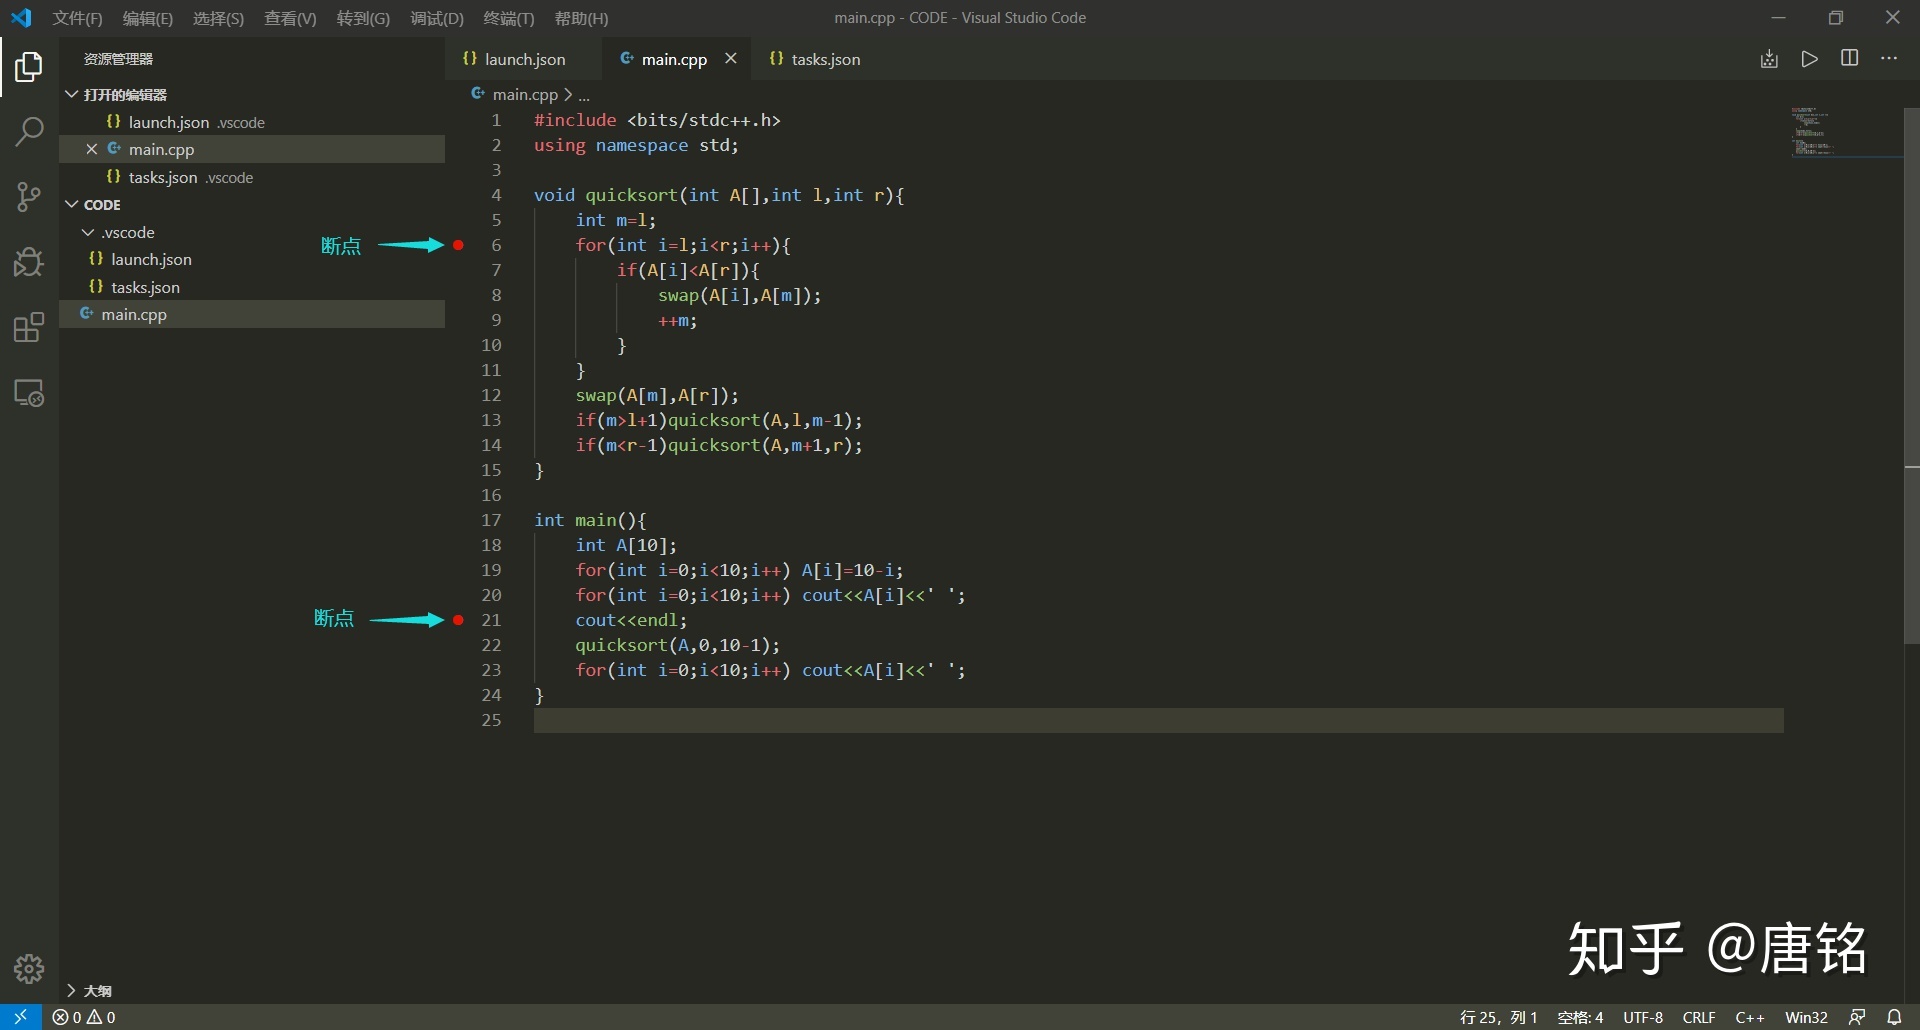 文件(F) 编辑(E) 选择(S) 查看(V) 转到(G) 调试(D) 终端(T) 帮助(H) main.cpp - CODE - Visual Studio Code
资源管理器
打开的编辑器
launch.json .vscode
main.cpp
tasks.json .vscode
CODE
.vscode
launch.json
tasks.json
main.cpp
大纲
launch.json main.cpp tasks.json
main.cpp > ...
1 #include <bits/stdc++.h>
2 using namespace std;
3
4 void quicksort(int A[],int l,int r){
5     int m=l;
断点 6     for(int i=l;i<r;i++){
7         if(A[i]<A[r]){
8             swap(A[i],A[m]);
9             ++m;
10         }
11     }
12     swap(A[m],A[r]);
13     if(m>l+1)quicksort(A,l,m-1);
14     if(m<r-1)quicksort(A,m+1,r);
15 }
16
17 int main(){
18     int A[10];
19     for(int i=0;i<10;i++) A[i]=10-i;
20     for(int i=0;i<10;i++) cout<<A[i]<<' ';
断点 21     cout<<endl;
22     quicksort(A,0,10-1);
23     for(int i=0;i<10;i++) cout<<A[i]<<' ';
24 }
25
知乎 @唐铭
0 0 行 25，列 1 空格: 4 UTF-8 CRLF C++ Win32